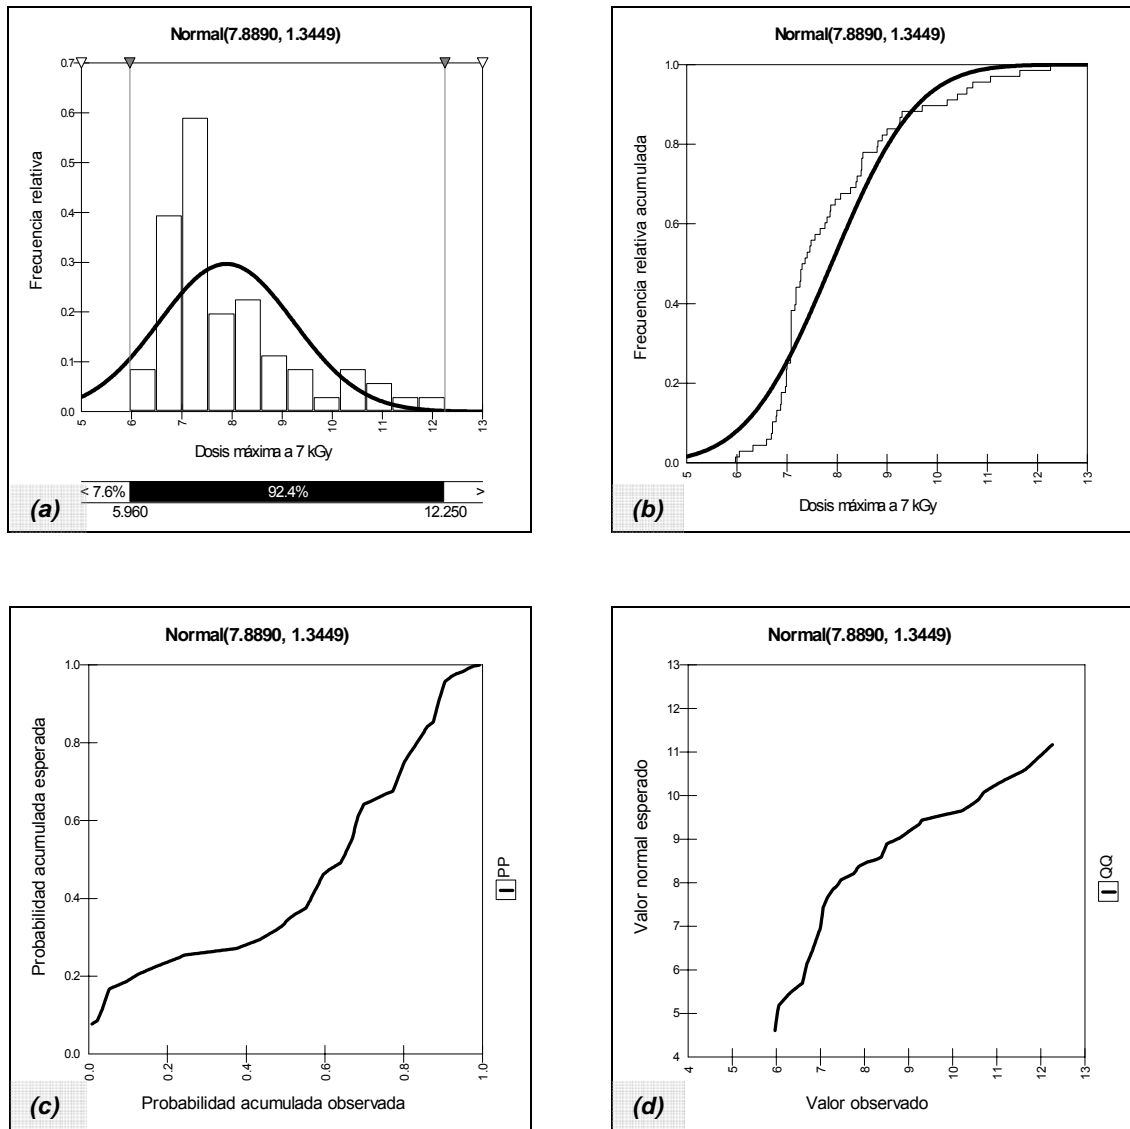 Normal(7.8890, 1.3449)
Frecuencia relativa
0.7
0.6
0.5
0.4
0.3
0.2
0.1
0.0
5 6 7 8 9 10 11 12 13
Dosis máxima a 7 kGy
< 7.6% 92.4% >
5.960 12.250
(a)
Normal(7.8890, 1.3449)
Frecuencia relativa acumulada
1.0
0.8
0.6
0.4
0.2
0.0
5 6 7 8 9 10 11 12 13
Dosis máxima a 7 kGy
(b)
Normal(7.8890, 1.3449)
Probabilidad acumulada esperada
1.0
0.8
0.6
0.4
0.2
0.0
0.0 0.2 0.4 0.6 0.8 1.0
Probabilidad acumulada observada
PP
(c)
Normal(7.8890, 1.3449)
Valor normal esperado
13
12
11
10
9
8
7
6
5
4
4 5 6 7 8 9 10 11 12 13
Valor observado
QQ
(d)